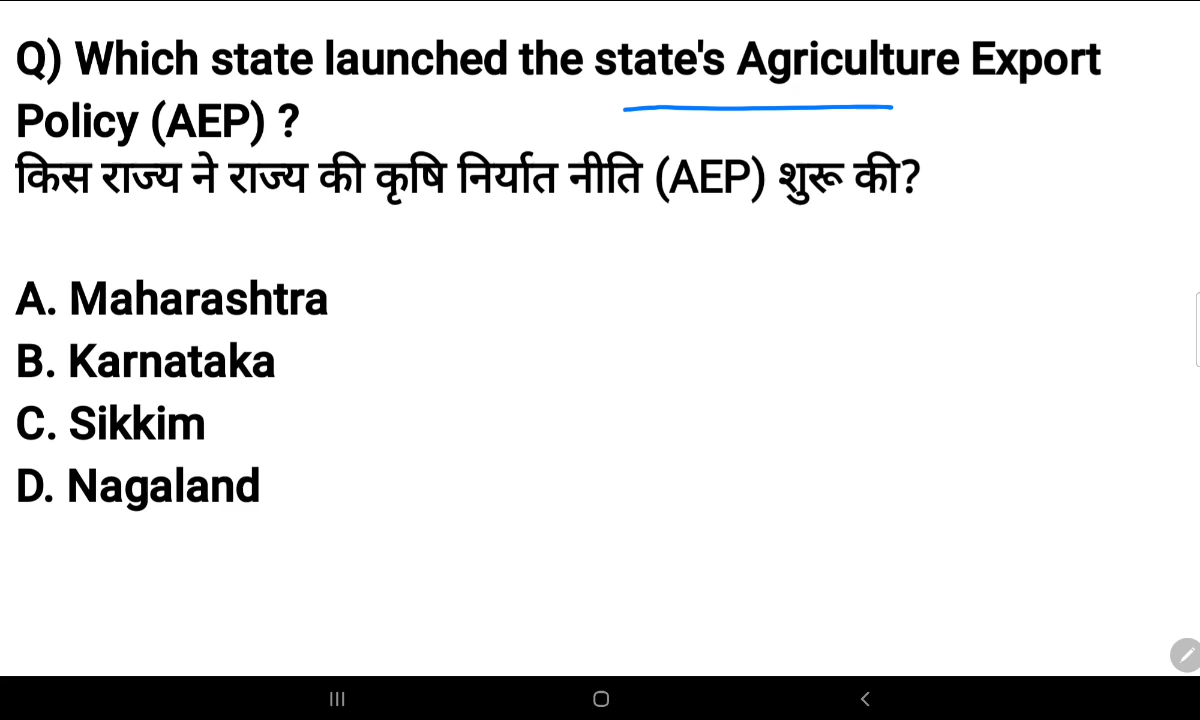 Q) Which state launched the state's Agriculture Export
Policy (AEP) ?
किस राज्य ने राज्य की कृषि निर्यात नीति (AEP) शुरू की?
A. Maharashtra
B. Karnataka
C. Sikkim
D. Nagaland